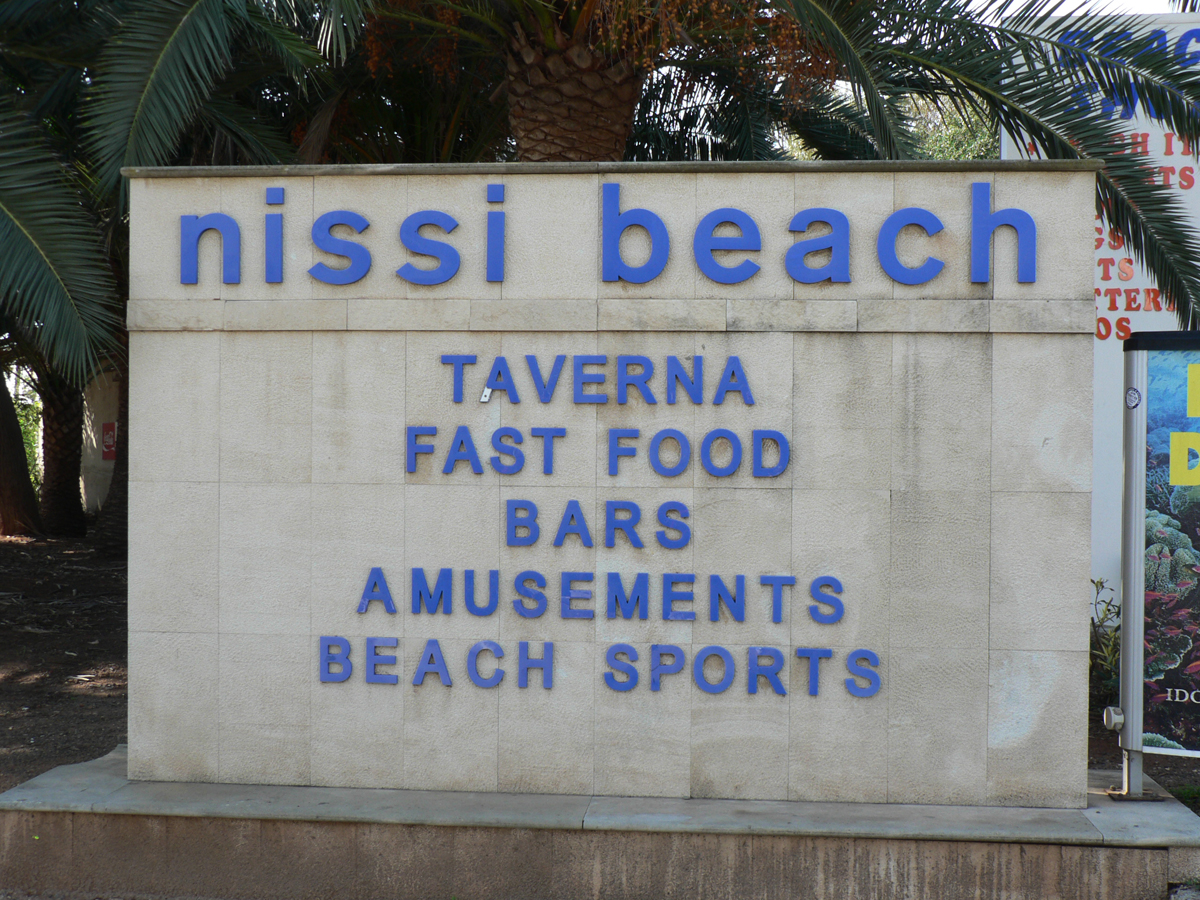 nissi beach
TAVERNA
FAST FOOD
BARS
AMUSEMENTS
BEACH SPORTS